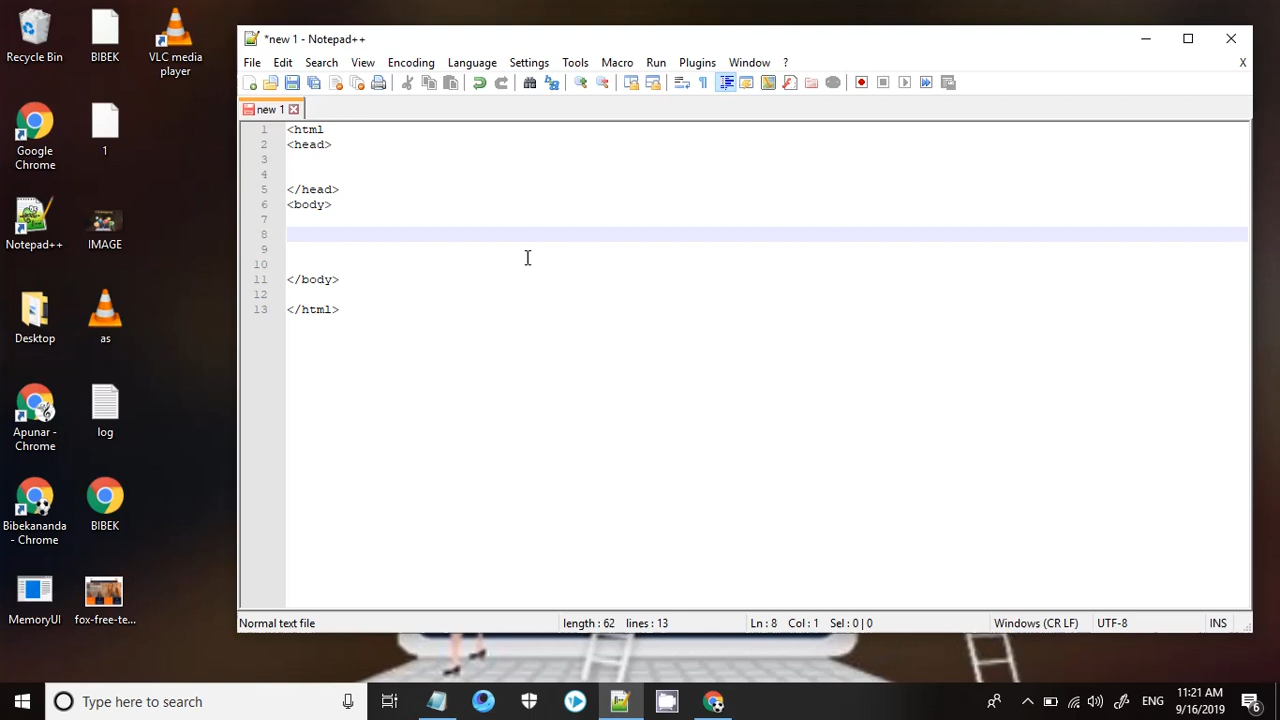 Recycle Bin
BIBEK
VLC media
player
Google
Chrome
1
Notepad++
IMAGE
Desktop
as
Apunar -
Chrome
log
Bibekananda
- Chrome
BIBEK
MemoryUI
fox-free-te...
*new 1 - Notepad++
File Edit Search View Encoding Language Settings Tools Macro Run Plugins Window ?
X
new 1
1 <html
2 <head>
3
4
5 </head>
6 <body>
7
8
9
10
11 </body>
12
13 </html>
Normal text file length : 62 lines : 13 Ln : 8 Col : 1 Sel : 0 | 0 Windows (CR LF) UTF-8 INS
Type here to search
ENG
11:21 AM
9/16/2019
6